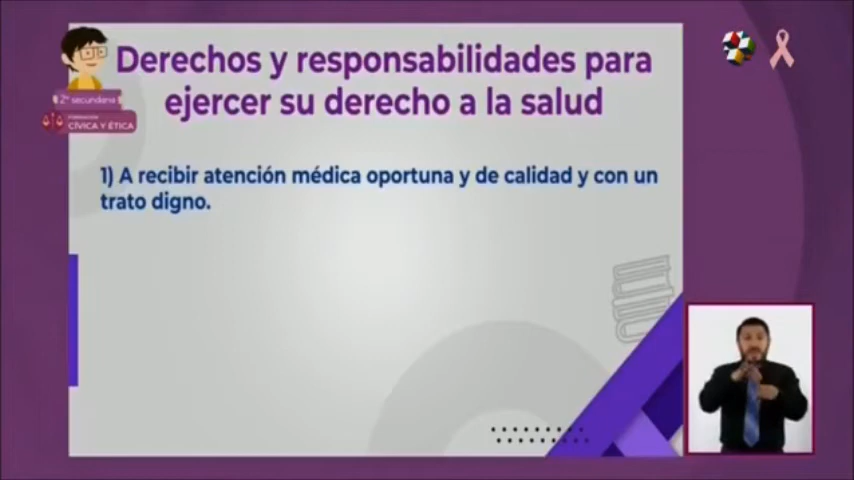 Derechos y responsabilidades para
ejercer su derecho a la salud
2° secundaria
CÍVICA Y ÉTICA
1) A recibir atención médica oportuna y de calidad y con un
trato digno.